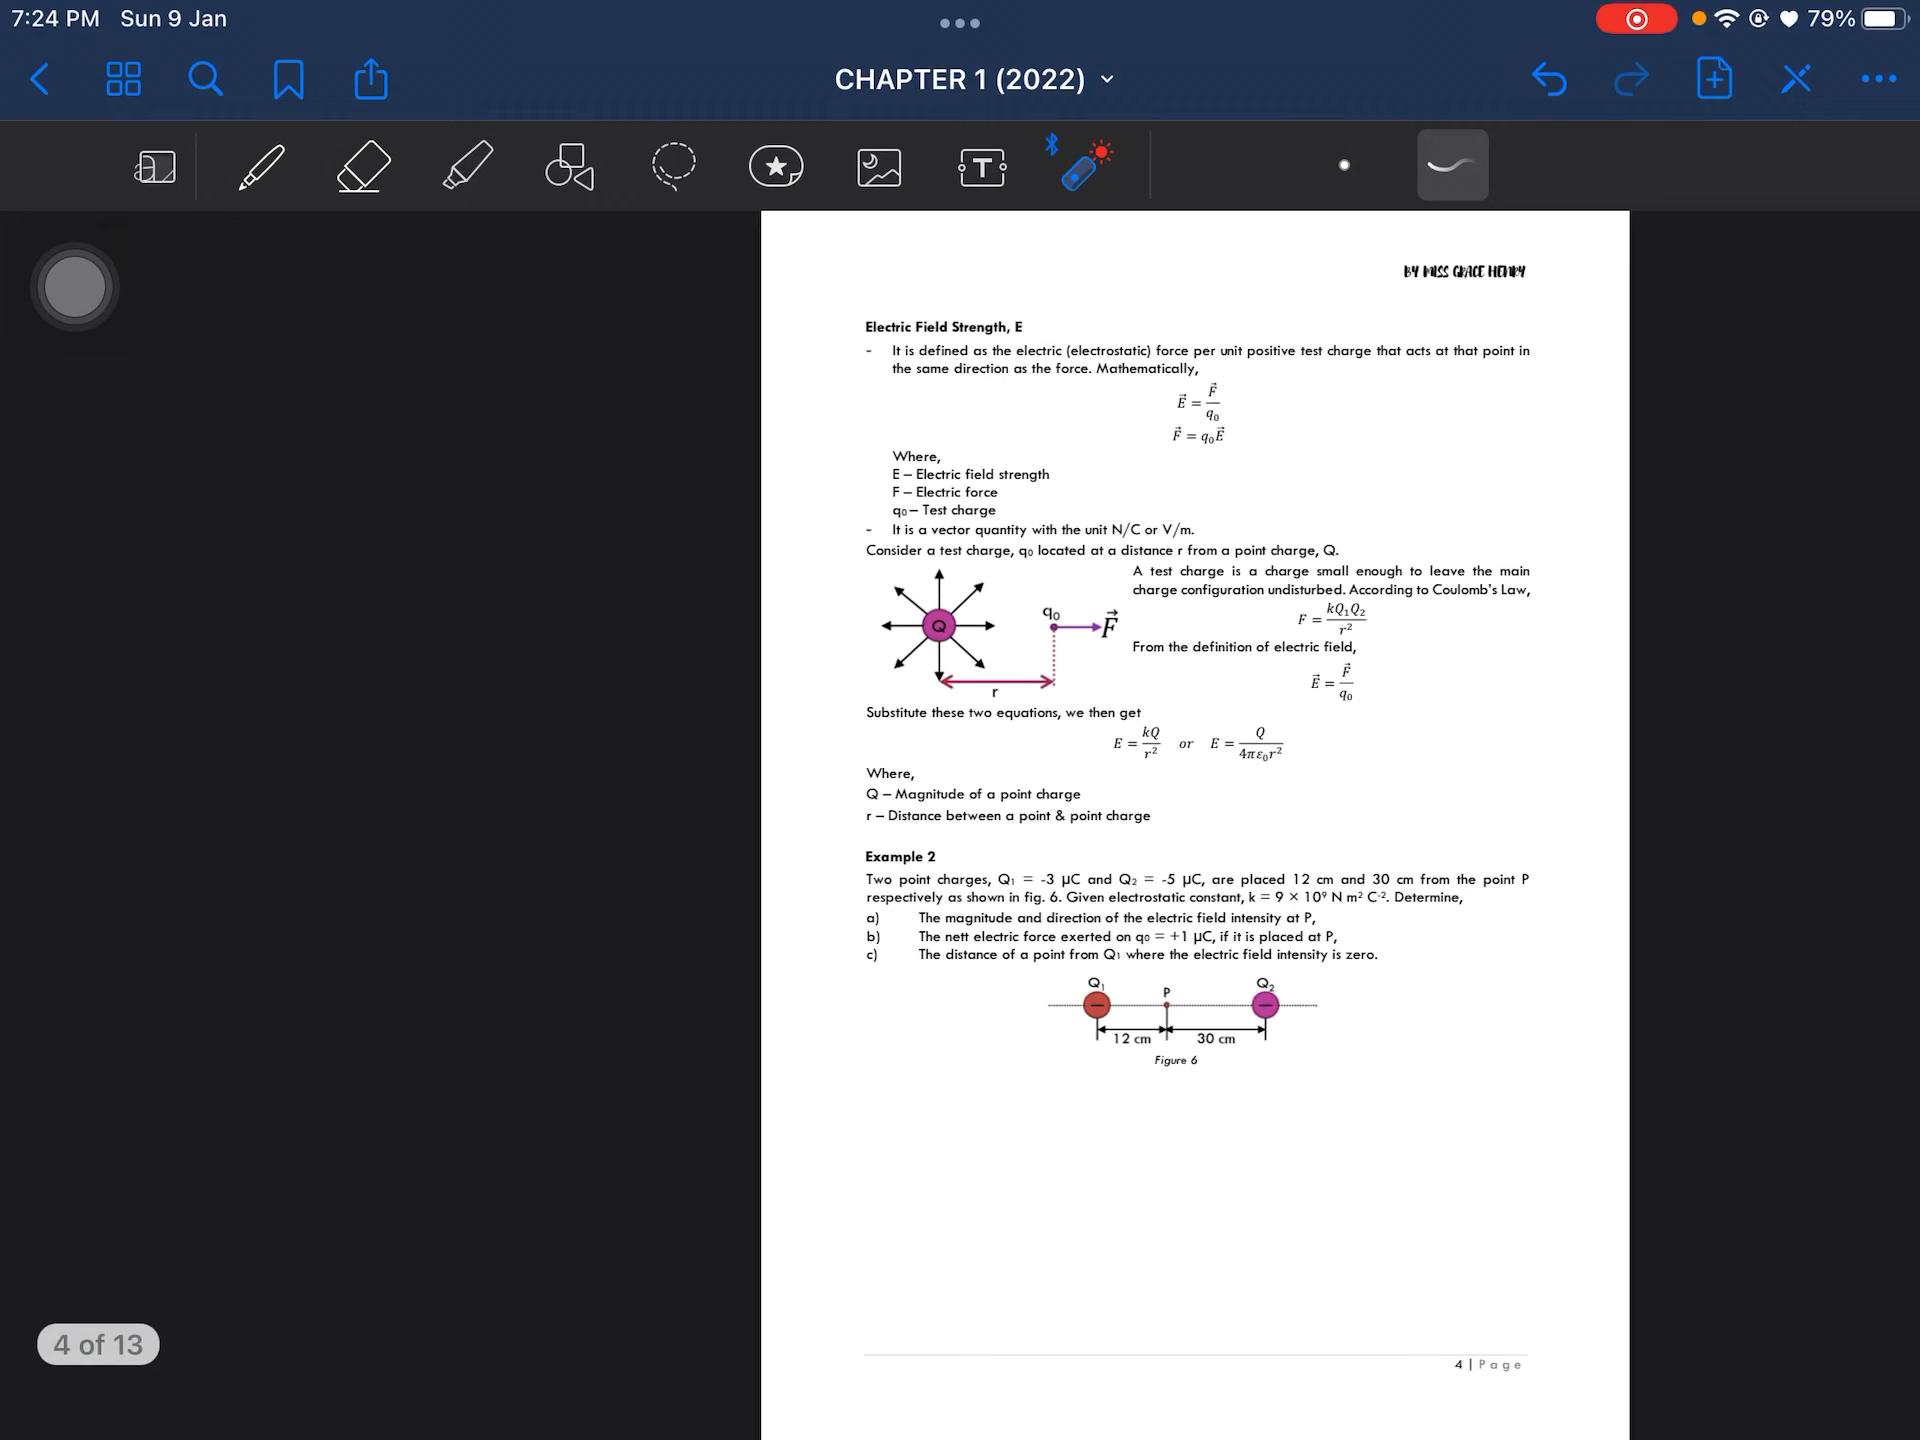 7:24 PM Sun 9 Jan
79%
CHAPTER 1 (2022)
T
BY MISS GRACE HENRY
Electric Field Strength, E
- It is defined as the electric (electrostatic) force per unit positive test charge that acts at that point in
the same direction as the force. Mathematically,
E⃗ = F⃗/q₀
F⃗ = q₀E⃗
Where,
E – Electric field strength
F – Electric force
q₀ – Test charge
- It is a vector quantity with the unit N/C or V/m.
Consider a test charge, q₀ located at a distance r from a point charge, Q.
A test charge is a charge small enough to leave the main
charge configuration undisturbed. According to Coulomb's Law,
F = kQ₁Q₂/r²
From the definition of electric field,
E⃗ = F⃗/q₀
Q
q₀
F⃗
r
Substitute these two equations, we then get
E = kQ/r² or E = Q/4πε₀r²
Where,
Q – Magnitude of a point charge
r – Distance between a point & point charge
Example 2
Two point charges, Q₁ = -3 µC and Q₂ = -5 µC, are placed 12 cm and 30 cm from the point P
respectively as shown in fig. 6. Given electrostatic constant, k = 9 × 10⁹ N m² C⁻². Determine,
a) The magnitude and direction of the electric field intensity at P,
b) The nett electric force exerted on q₀ = +1 µC, if it is placed at P,
c) The distance of a point from Q₁ where the electric field intensity is zero.
Q₁ P Q₂
12 cm 30 cm
Figure 6
4 of 13
4 | Page